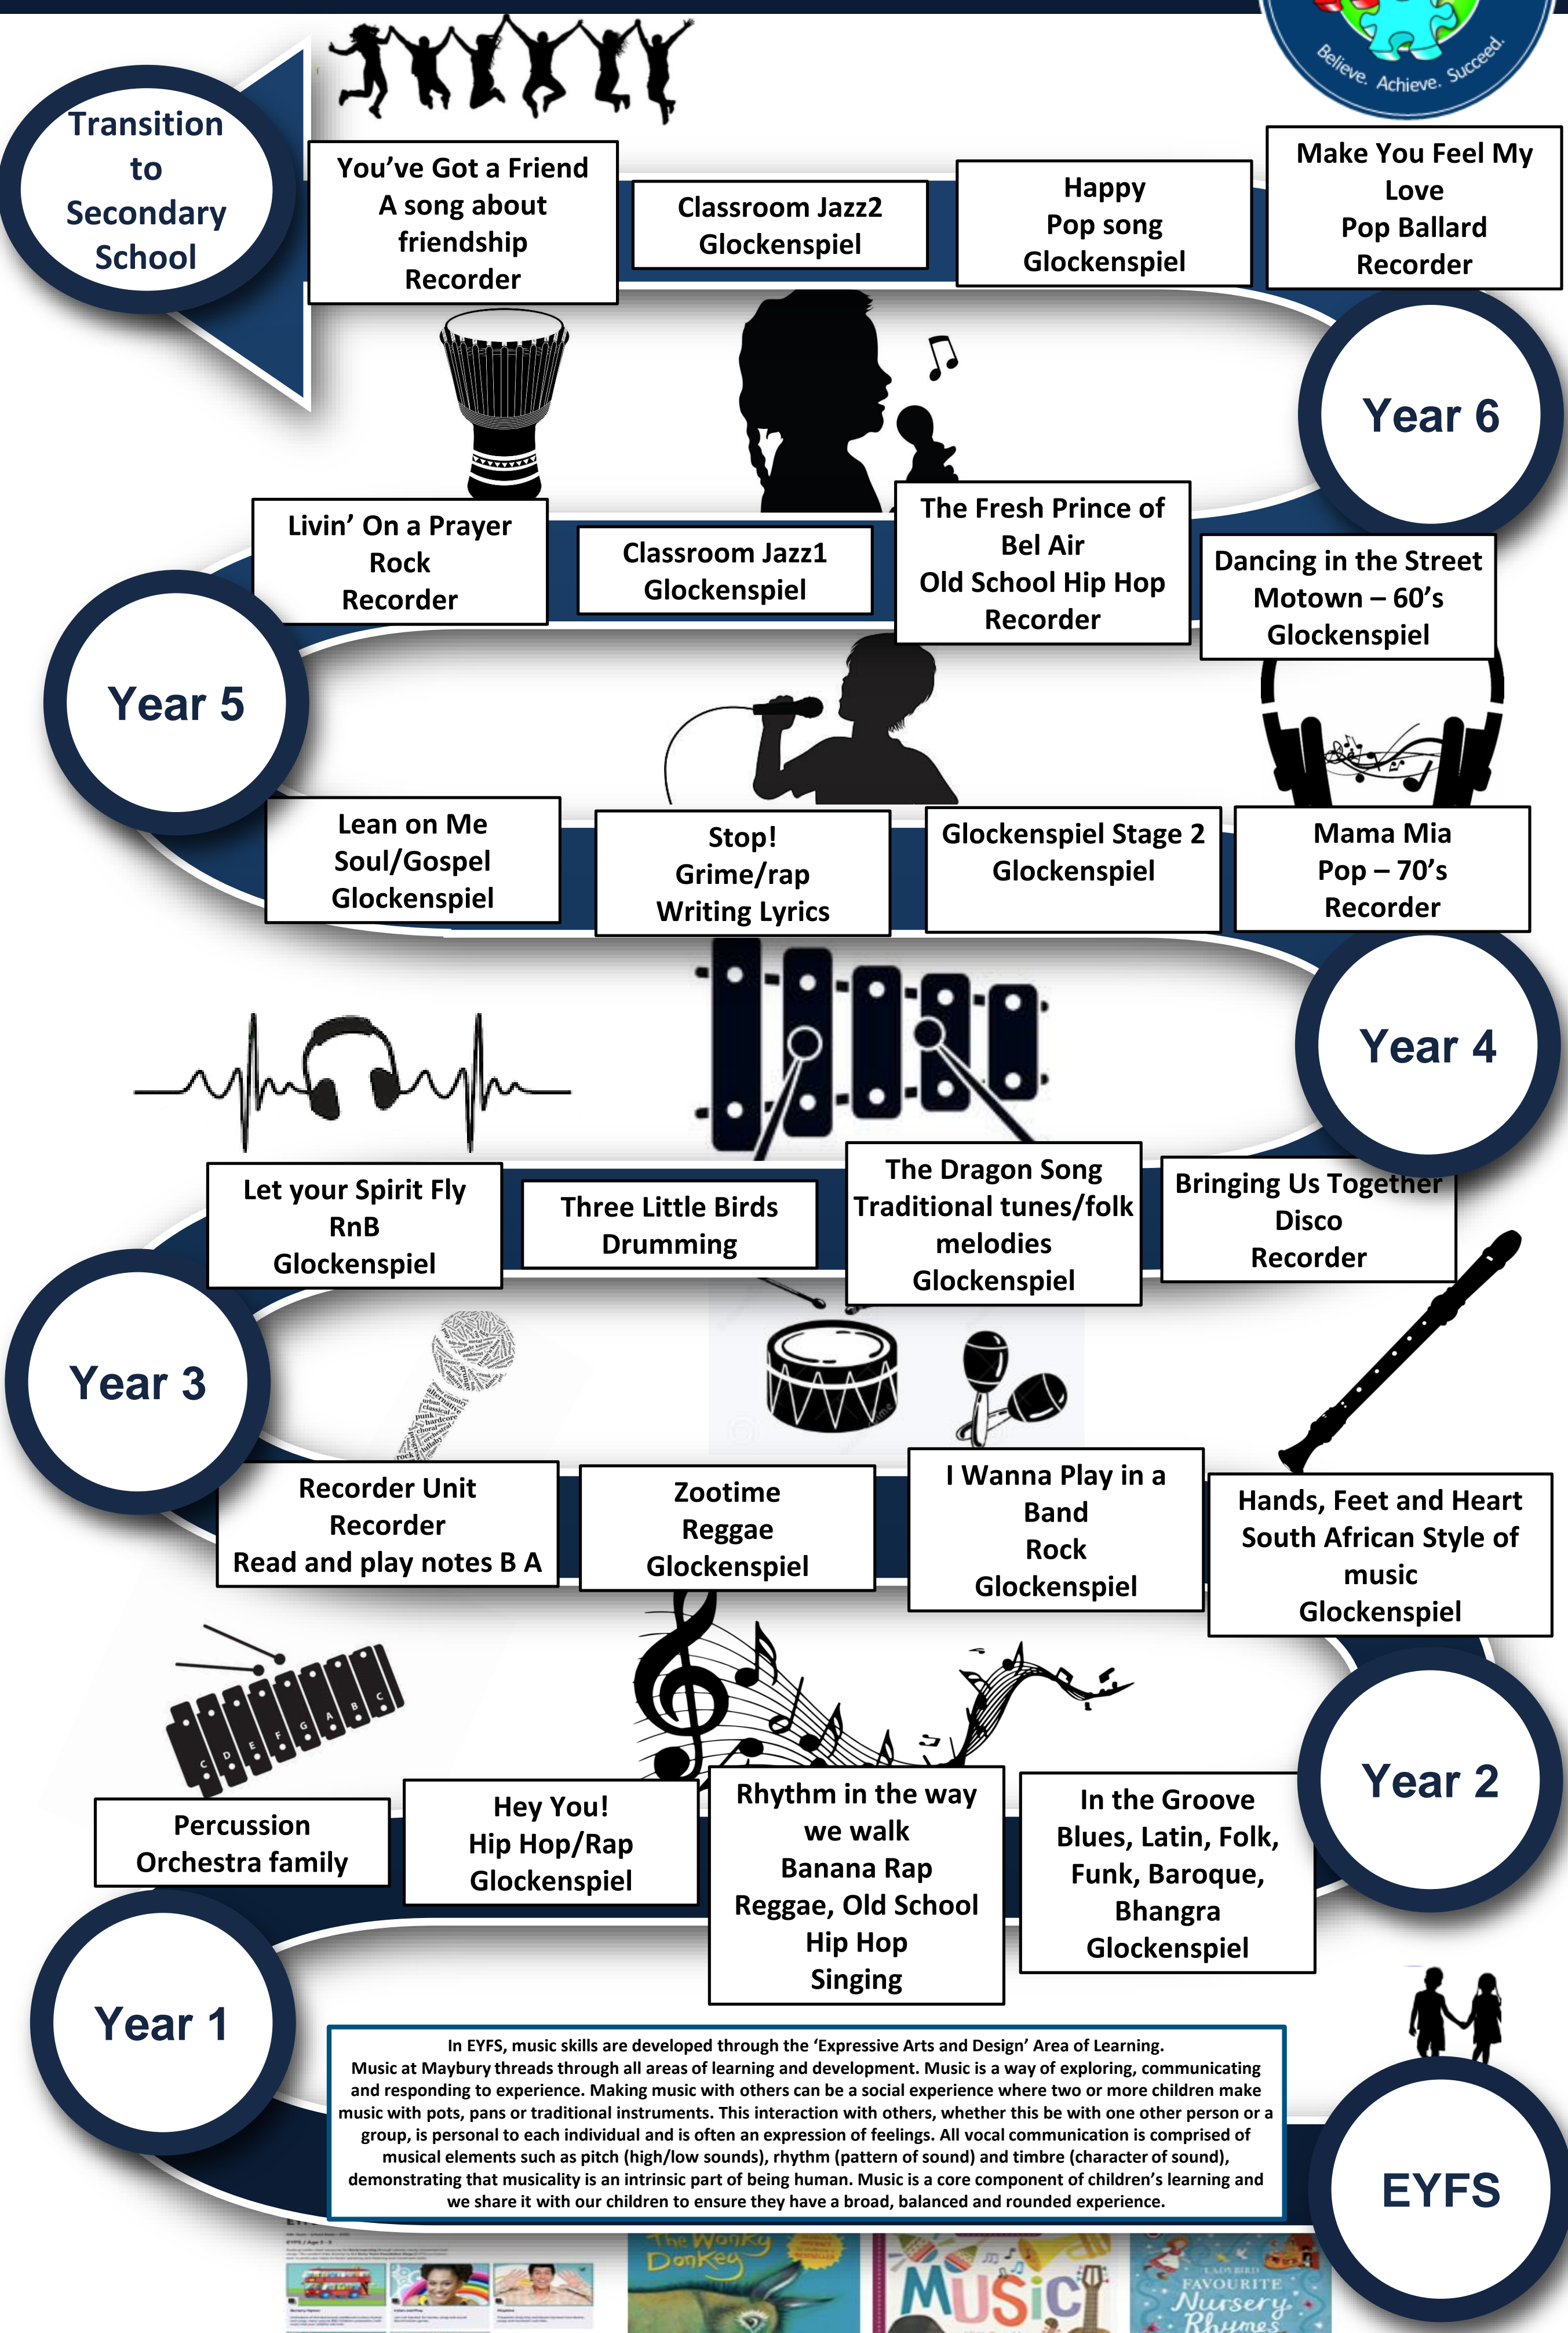 Believe. Achieve. Succeed.
Transition
to
Secondary
School
You’ve Got a Friend
A song about
friendship
Recorder
Classroom Jazz2
Glockenspiel
Happy
Pop song
Glockenspiel
Make You Feel My
Love
Pop Ballard
Recorder
Year 6
Livin’ On a Prayer
Rock
Recorder
Classroom Jazz1
Glockenspiel
The Fresh Prince of
Bel Air
Old School Hip Hop
Recorder
Dancing in the Street
Motown – 60’s
Glockenspiel
Year 5
Lean on Me
Soul/Gospel
Glockenspiel
Stop!
Grime/rap
Writing Lyrics
Glockenspiel Stage 2
Glockenspiel
Mama Mia
Pop – 70’s
Recorder
Year 4
Let your Spirit Fly
RnB
Glockenspiel
Three Little Birds
Drumming
The Dragon Song
Traditional tunes/folk
melodies
Glockenspiel
Bringing Us Together
Disco
Recorder
Year 3
alternative
country
urban
classical
punk
hardcore
choral
orchestral
lullaby
rock
Recorder Unit
Recorder
Read and play notes B A
Zootime
Reggae
Glockenspiel
I Wanna Play in a
Band
Rock
Glockenspiel
Hands, Feet and Heart
South African Style of
music
Glockenspiel
Year 2
C D E F G A B C
Percussion
Orchestra family
Hey You!
Hip Hop/Rap
Glockenspiel
Rhythm in the way
we walk
Banana Rap
Reggae, Old School
Hip Hop
Singing
In the Groove
Blues, Latin, Folk,
Funk, Baroque,
Bhangra
Glockenspiel
Year 1
In EYFS, music skills are developed through the ‘Expressive Arts and Design’ Area of Learning.
Music at Maybury threads through all areas of learning and development. Music is a way of exploring, communicating
and responding to experience. Making music with others can be a social experience where two or more children make
music with pots, pans or traditional instruments. This interaction with others, whether this be with one other person or a
group, is personal to each individual and is often an expression of feelings. All vocal communication is comprised of
musical elements such as pitch (high/low sounds), rhythm (pattern of sound) and timbre (character of sound),
demonstrating that musicality is an intrinsic part of being human. Music is a core component of children’s learning and
we share it with our children to ensure they have a broad, balanced and rounded experience.
EYFS
The Wonky
Donkey
MUSIC
LADYBIRD
FAVOURITE
Nursery
Rhymes